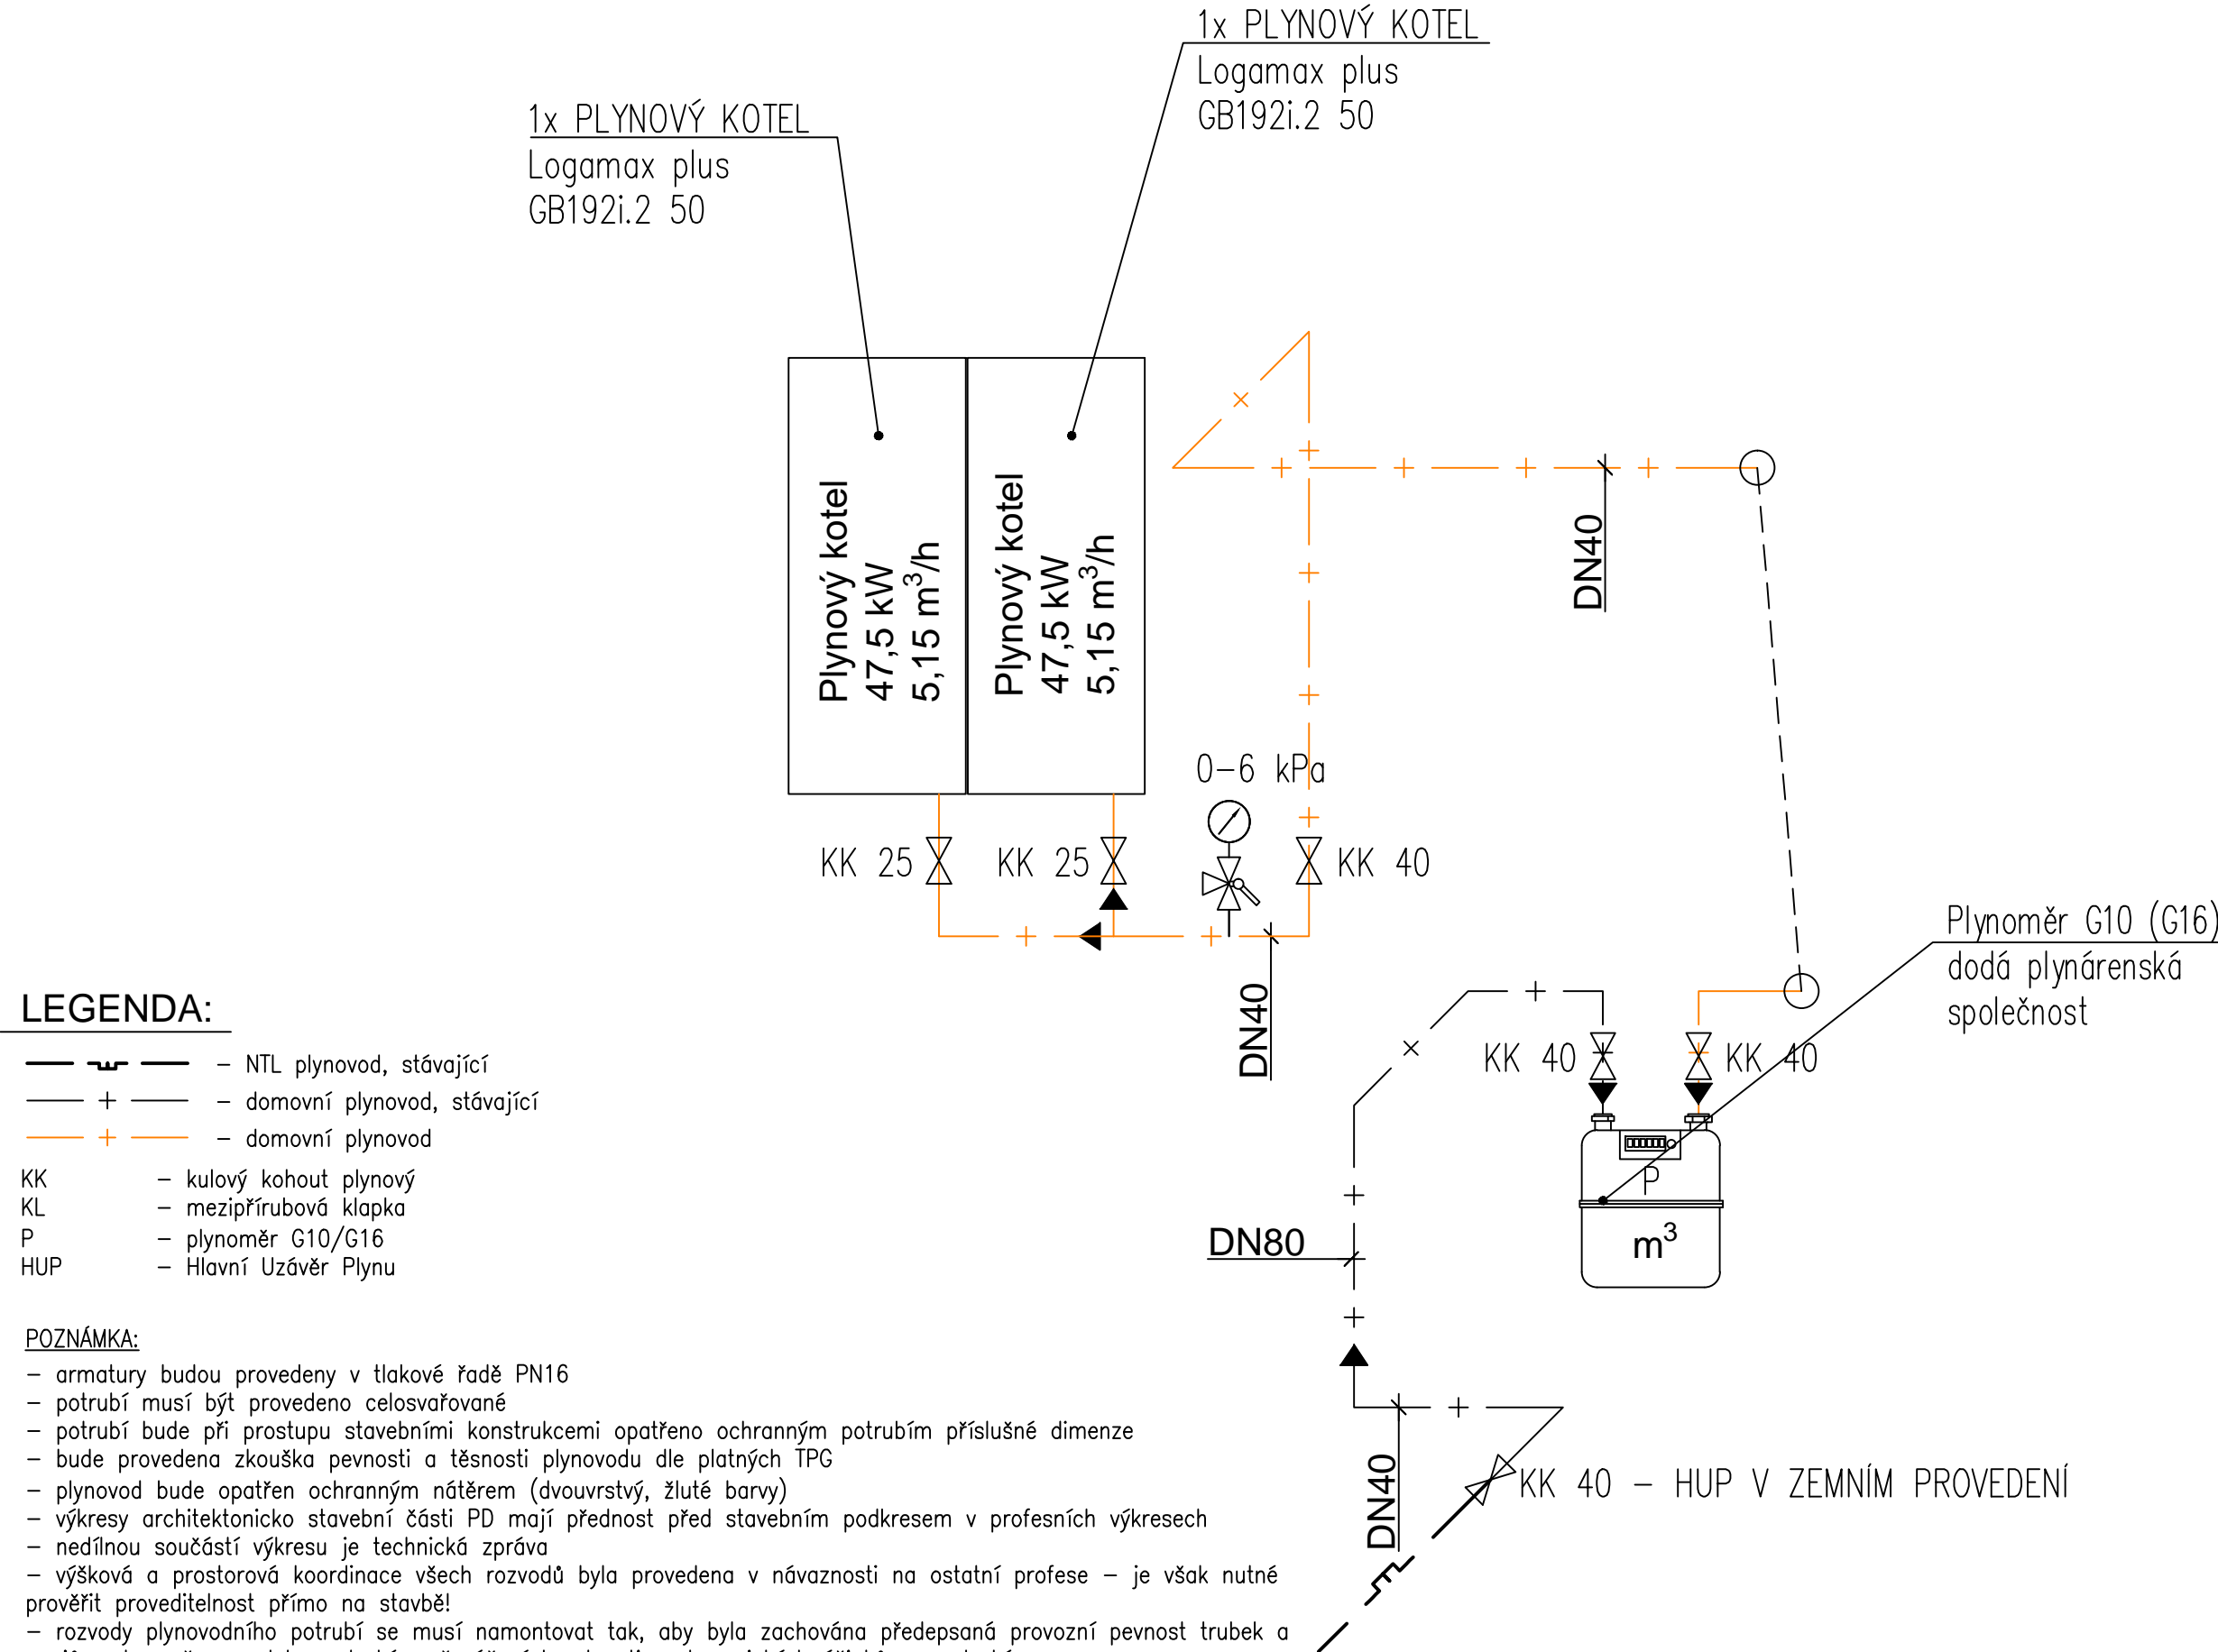 1x PLYNOVÝ KOTEL
Logamax plus
GB192i.2 50
1x PLYNOVÝ KOTEL
Logamax plus
GB192i.2 50
Plynový kotel
47,5 kW
5,15 m³/h
Plynový kotel
47,5 kW
5,15 m³/h
DN40
0-6 kPa
KK 25
KK 25
KK 40
DN40
Plynoměr G10 (G16)
dodá plynárenská
společnost
KK 40
KK 40
P
m³
DN80
DN40
KK 40 - HUP V ZEMNÍM PROVEDENÍ
LEGENDA:
- NTL plynovod, stávající
- domovní plynovod, stávající
- domovní plynovod
KK - kulový kohout plynový
KL - mezipřírubová klapka
P - plynoměr G10/G16
HUP - Hlavní Uzávěr Plynu
POZNÁMKA:
- armatury budou provedeny v tlakové řadě PN16
- potrubí musí být provedeno celosvařované
- potrubí bude při prostupu stavebními konstrukcemi opatřeno ochranným potrubím příslušné dimenze
- bude provedena zkouška pevnosti a těsnosti plynovodu dle platných TPG
- plynovod bude opatřen ochranným nátěrem (dvouvrstvý, žluté barvy)
- výkresy architektonicko stavební části PD mají přednost před stavebním podkresem v profesních výkresech
- nedílnou součástí výkresu je technická zpráva
- výšková a prostorová koordinace všech rozvodů byla provedena v návaznosti na ostatní profese - je však nutné
prověřit proveditelnost přímo na stavbě!
- rozvody plynovodního potrubí se musí namontovat tak, aby byla zachována předepsaná provozní pevnost trubek a